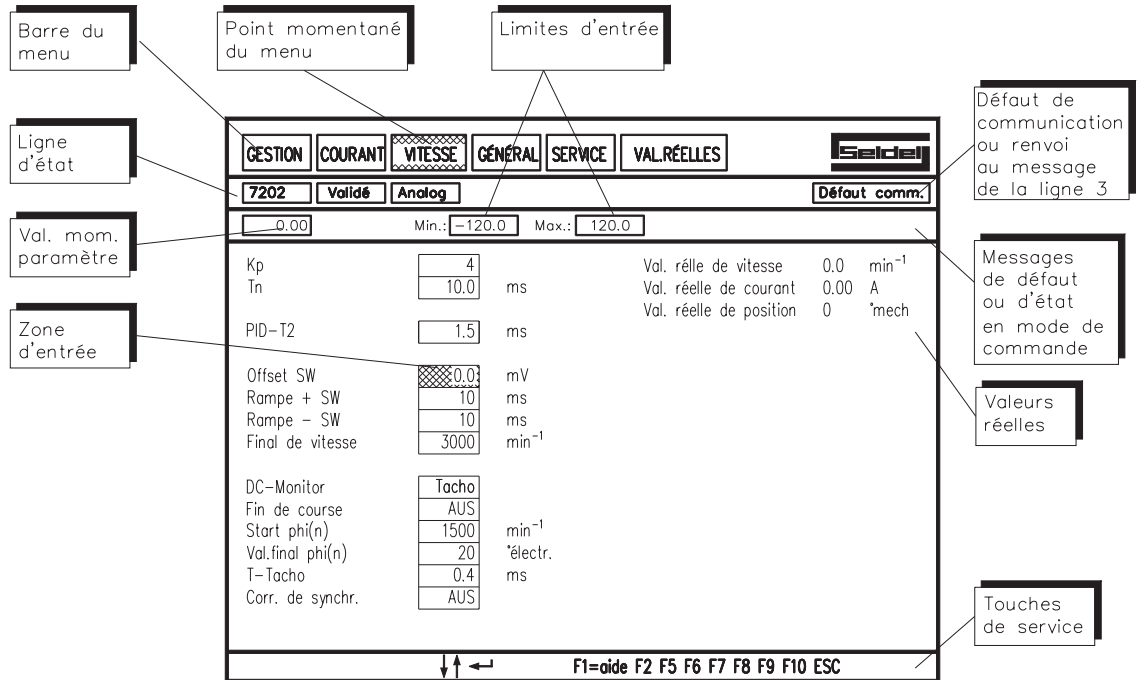 Barre du
menu
Point momentané
du menu
Limites d'entrée
Défaut de
communication
ou renvoi
au message
de la ligne 3
Ligne
d'état
GESTION COURANT VITESSE GÉNÉRAL SERVICE VAL.RÉELLES Seidel
7202 Validé Analog Défaut comm.
0.00 Min.: -120.0 Max.: 120.0
Val. mom.
paramètre
Messages
de défaut
ou d'état
en mode de
commande
Zone
d'entrée
Valeurs
réelles
Kp 4
Tn 10.0 ms
PID-T2 1.5 ms
Offset SW 0.0 mV
Rampe + SW 10 ms
Rampe - SW 10 ms
Final de vitesse 3000 min⁻¹
DC-Monitor Tacho
Fin de course AUS
Start phi(n) 1500 min⁻¹
Val.final phi(n) 20 °électr.
T-Tacho 0.4 ms
Corr. de synchr. AUS
Val. rélle de vitesse 0.0 min⁻¹
Val. réelle de courant 0.00 A
Val. réelle de position 0 °mech
Touches
de service
↓↑ ↵ F1=aide F2 F5 F6 F7 F8 F9 F10 ESC